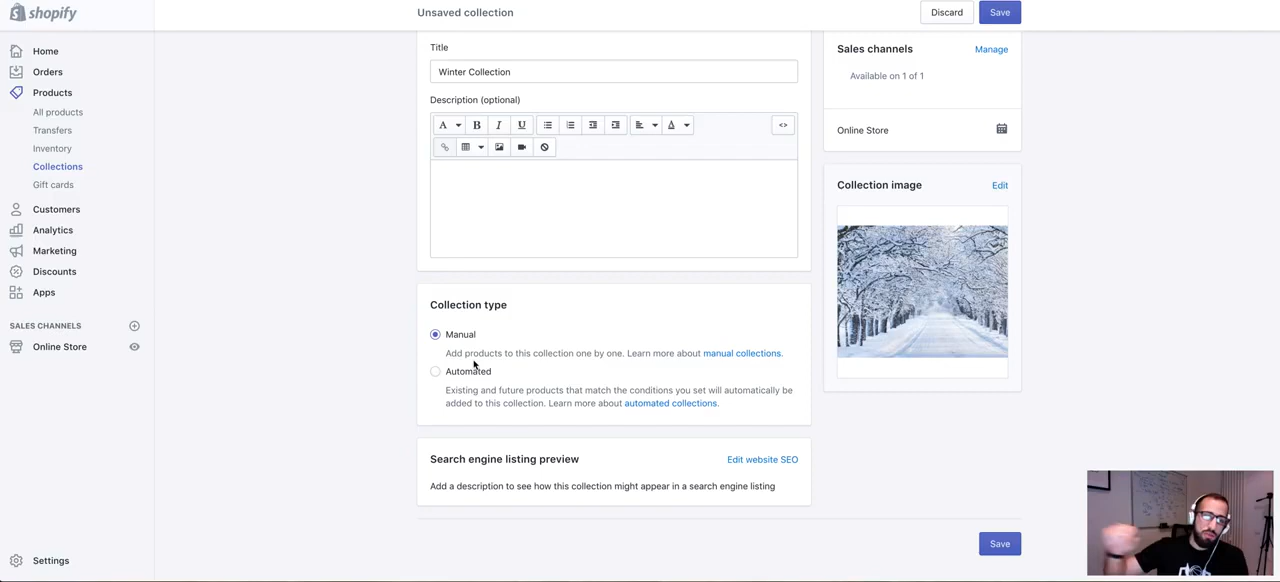 shopify
Unsaved collection
Discard
Save
Home
Orders
Products
All products
Transfers
Inventory
Collections
Gift cards
Customers
Analytics
Marketing
Discounts
Apps
SALES CHANNELS
Online Store
Settings
Title
Winter Collection
Description (optional)
A B I U A <>
Collection type
Manual
Add products to this collection one by one. Learn more about manual collections.
Automated
Existing and future products that match the conditions you set will automatically be
added to this collection. Learn more about automated collections.
Search engine listing preview
Edit website SEO
Add a description to see how this collection might appear in a search engine listing
Sales channels
Manage
Available on 1 of 1
Online Store
Collection image
Edit
Save